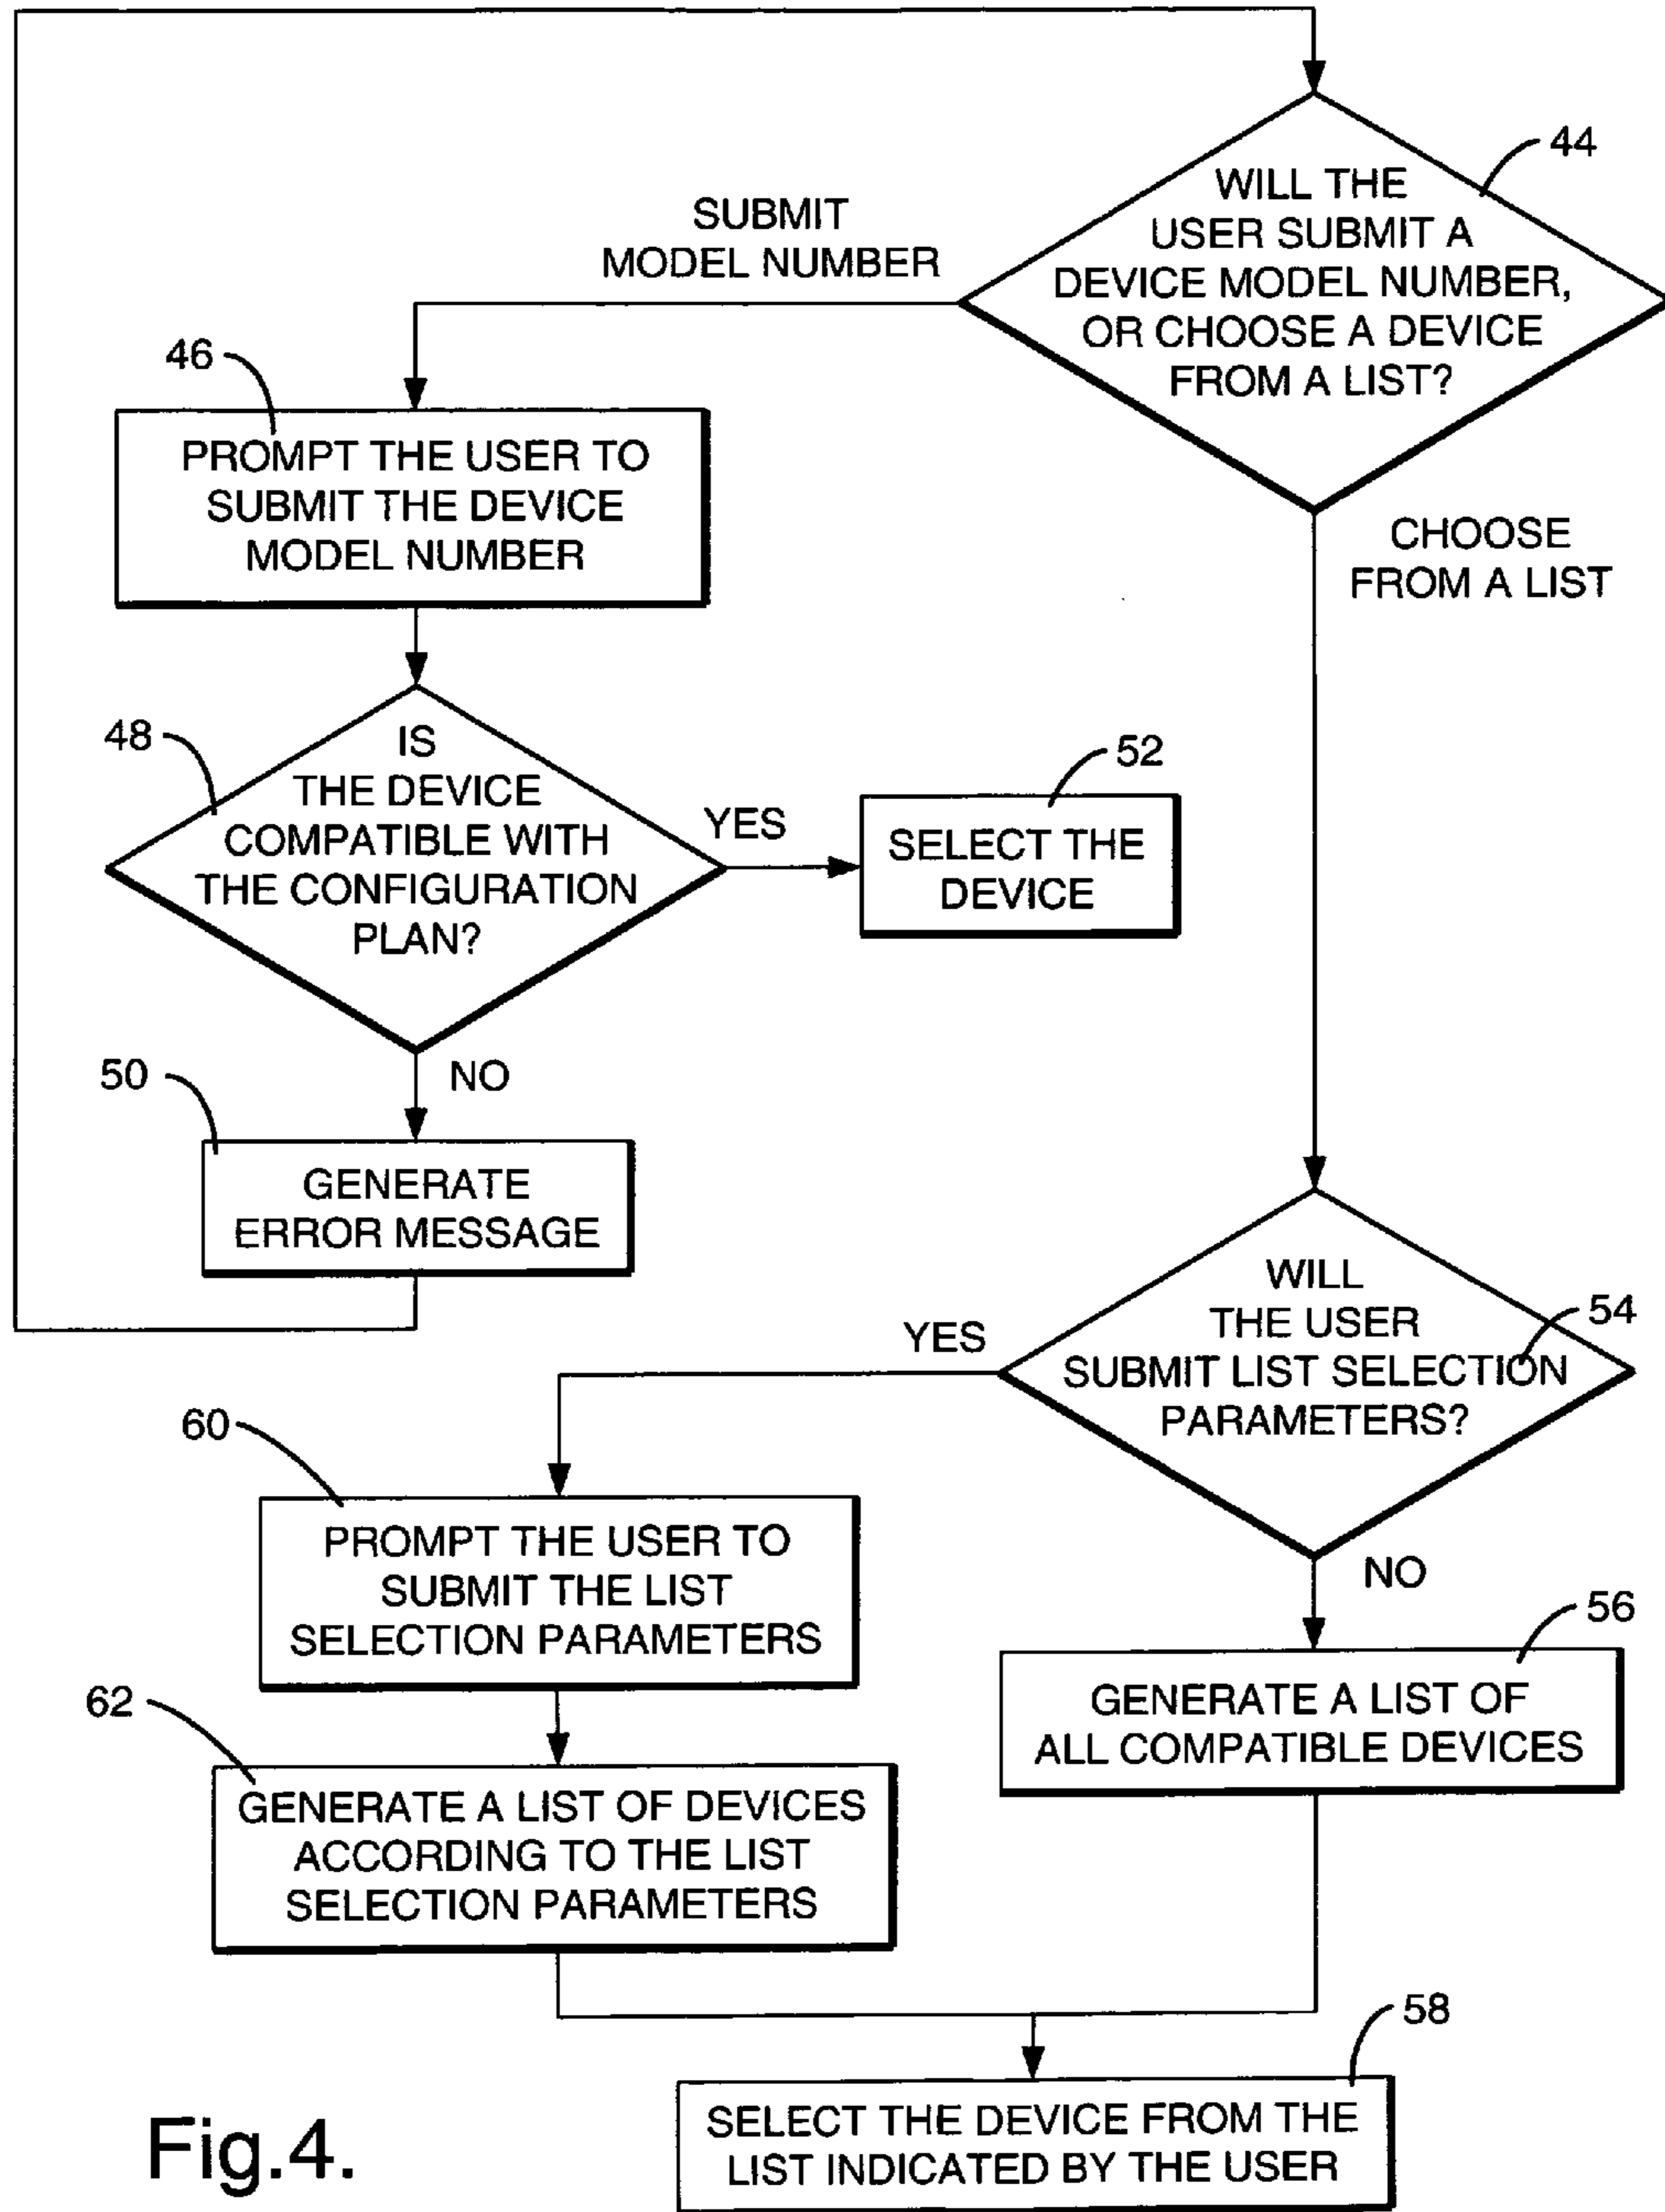 44
WILL THE
USER SUBMIT A
DEVICE MODEL NUMBER,
OR CHOOSE A DEVICE
FROM A LIST?
SUBMIT
MODEL NUMBER
46
PROMPT THE USER TO
SUBMIT THE DEVICE
MODEL NUMBER
CHOOSE
FROM A LIST
48
IS
THE DEVICE
COMPATIBLE WITH
THE CONFIGURATION
PLAN?
YES
52
SELECT THE
DEVICE
NO
50
GENERATE
ERROR MESSAGE
54
WILL
THE USER
SUBMIT LIST SELECTION
PARAMETERS?
YES
60
PROMPT THE USER TO
SUBMIT THE LIST
SELECTION PARAMETERS
NO
56
GENERATE A LIST OF
ALL COMPATIBLE DEVICES
62
GENERATE A LIST OF DEVICES
ACCORDING TO THE LIST
SELECTION PARAMETERS
58
SELECT THE DEVICE FROM THE
LIST INDICATED BY THE USER
Fig.4.